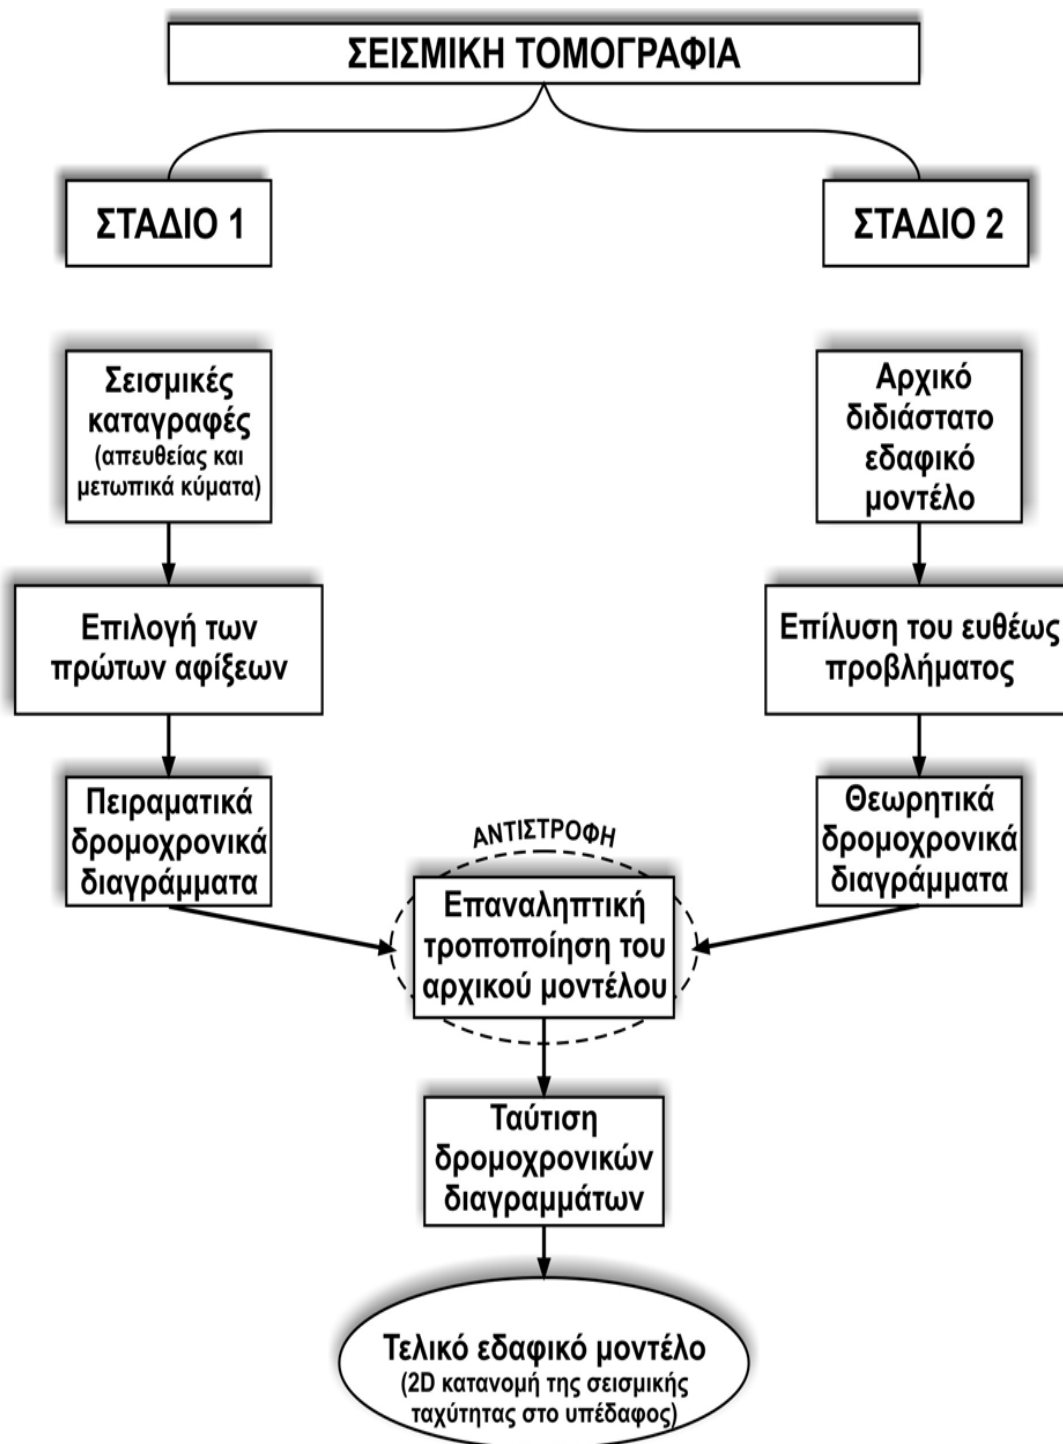 ΣΕΙΣΜΙΚΗ ΤΟΜΟΓΡΑΦΙΑ
ΣΤΑΔΙΟ 1
ΣΤΑΔΙΟ 2
Σεισμικές
καταγραφές
(απευθείας και
μετωπικά κύματα)
Αρχικό
διδιάστατο
εδαφικό
μοντέλο
Επιλογή των
πρώτων αφίξεων
Επίλυση του ευθέως
προβλήματος
Πειραματικά
δρομοχρονικά
διαγράμματα
Θεωρητικά
δρομοχρονικά
διαγράμματα
ΑΝΤΙΣΤΡΟΦΗ
Επαναληπτική
τροποποίηση του
αρχικού μοντέλου
Ταύτιση
δρομοχρονικών
διαγραμμάτων
Τελικό εδαφικό μοντέλο
(2D κατανομή της σεισμικής
ταχύτητας στο υπέδαφος)